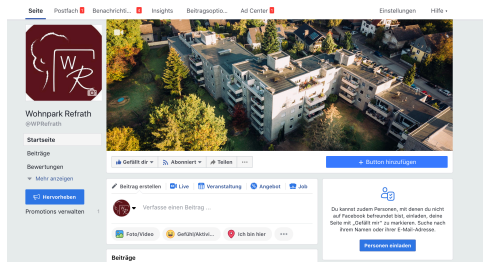 Seite Postfach Benachrichti... Insights Beitragsoptio... Ad Center Einstellungen Hilfe
W
R
Wohnpark Refrath
@WPRefrath
Startseite
Beiträge
Bewertungen
Mehr anzeigen
Hervorheben
Promotions verwalten
Gefällt dir Abonniert Teilen ...
+ Button hinzufügen
Beitrag erstellen Live Veranstaltung Angebot Job
Verfasse einen Beitrag ...
Foto/Video Gefühl/Aktivi... Ich bin hier ...
Beiträge
Du kannst zudem Personen, mit denen du nicht
auf Facebook befreundet bist, einladen, deine
Seite mit „Gefällt mir“ zu markieren. Suche nach
ihrem Namen oder ihrer E-Mail-Adresse.
Personen einladen